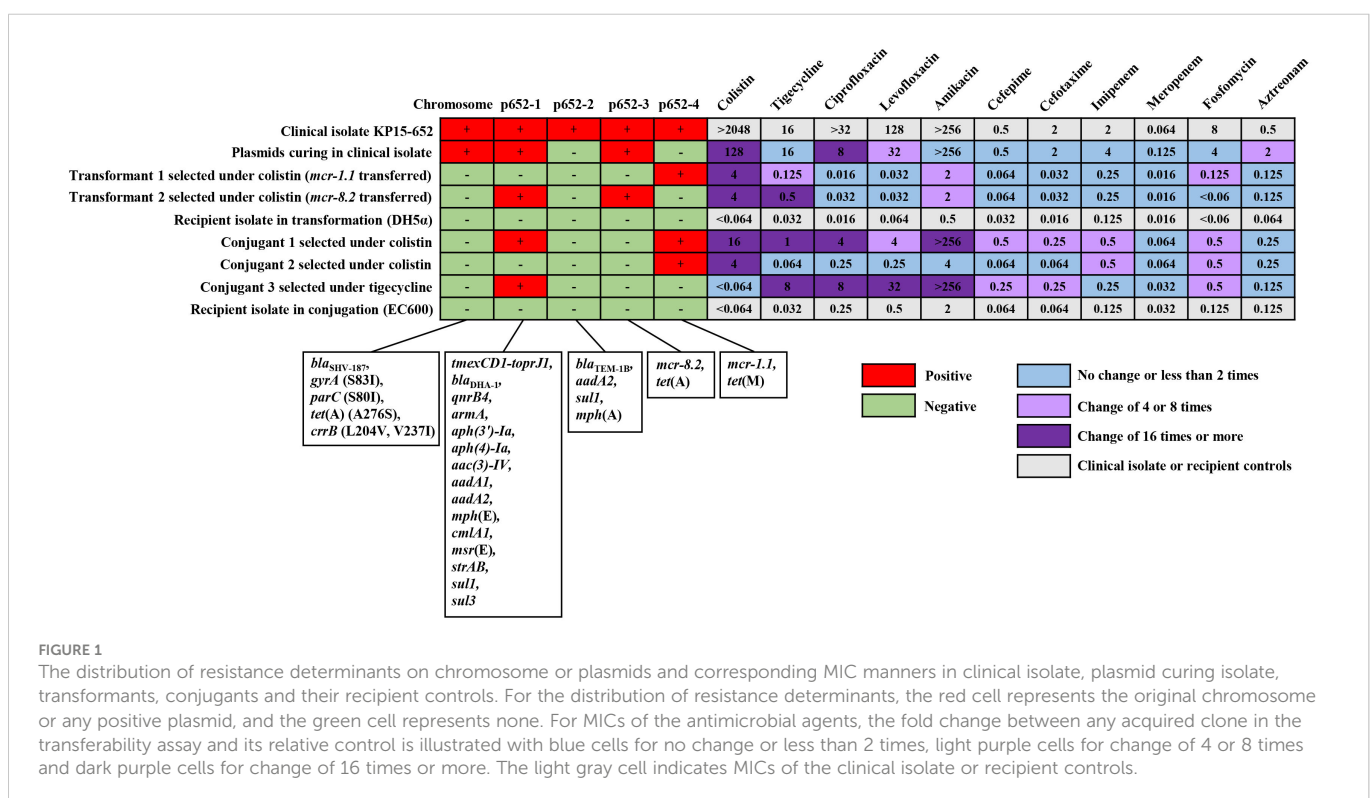 Colistin Tigecycline Ciprofloxacin Levofloxacin Amikacin Cefepime Cefotaxime Imipenem Meropenem Fosfomycin Aztreonam
Chromosome p652-1 p652-2 p652-3 p652-4
Clinical isolate KP15-652 + + + + + >2048 16 >32 128 >256 0.5 2 2 0.064 8 0.5
Plasmids curing in clinical isolate + + - + - 128 16 8 32 >256 0.5 2 4 0.125 4 2
Transformant 1 selected under colistin (mcr-1.1 transferred) - - - - + 4 0.125 0.016 0.032 2 0.064 0.032 0.25 0.016 0.125 0.125
Transformant 2 selected under colistin (mcr-8.2 transferred) - + - + - 4 0.5 0.032 0.032 2 0.064 0.032 0.25 0.016 <0.06 0.125
Recipient isolate in transformation (DH5α) - - - - - <0.064 0.032 0.016 0.064 0.5 0.032 0.016 0.125 0.016 <0.06 0.064
Conjugant 1 selected under colistin - + - - + 16 1 4 4 >256 0.5 0.25 0.5 0.064 0.5 0.25
Conjugant 2 selected under colistin - - - - + 4 0.064 0.25 0.25 4 0.064 0.064 0.5 0.064 0.5 0.25
Conjugant 3 selected under tigecycline - + - - - <0.064 8 8 32 >256 0.25 0.25 0.25 0.032 0.5 0.125
Recipient isolate in conjugation (EC600) - - - - - <0.064 0.032 0.25 0.5 2 0.064 0.064 0.125 0.032 0.125 0.125
blaSHV-187,
gyrA (S83I),
parC (S80I),
tet(A) (A276S),
crrB (L204V, V237I)
tmexCD1-toprJ1,
blaDHA-1,
qnrB4,
armA,
aph(3')-Ia,
aph(4)-Ia,
aac(3)-IV,
aadA1,
aadA2,
mph(E),
cmlA1,
msr(E),
strAB,
sul1,
sul3
blaTEM-1B,
aadA2,
sul1,
mph(A)
mcr-8.2,
tet(A)
mcr-1.1,
tet(M)
Positive
Negative
No change or less than 2 times
Change of 4 or 8 times
Change of 16 times or more
Clinical isolate or recipient controls
FIGURE 1
The distribution of resistance determinants on chromosome or plasmids and corresponding MIC manners in clinical isolate, plasmid curing isolate,
transformants, conjugants and their recipient controls. For the distribution of resistance determinants, the red cell represents the original chromosome
or any positive plasmid, and the green cell represents none. For MICs of the antimicrobial agents, the fold change between any acquired clone in the
transferability assay and its relative control is illustrated with blue cells for no change or less than 2 times, light purple cells for change of 4 or 8 times
and dark purple cells for change of 16 times or more. The light gray cell indicates MICs of the clinical isolate or recipient controls.